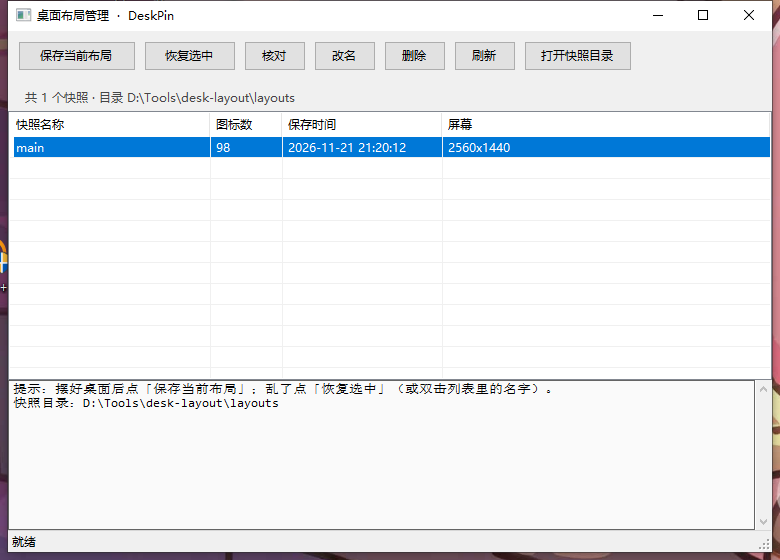 桌面布局管理 · DeskPin
保存当前布局 恢复选中 核对 改名 删除 刷新 打开快照目录
共 1 个快照 · 目录 D:\Tools\desk-layout\layouts
快照名称 图标数 保存时间 屏幕
main 98 2026-11-21 21:20:12 2560x1440
提示: 摆好桌面后点「保存当前布局」; 乱了点「恢复选中」（或双击列表里的名字）。
快照目录: D:\Tools\desk-layout\layouts
就绪